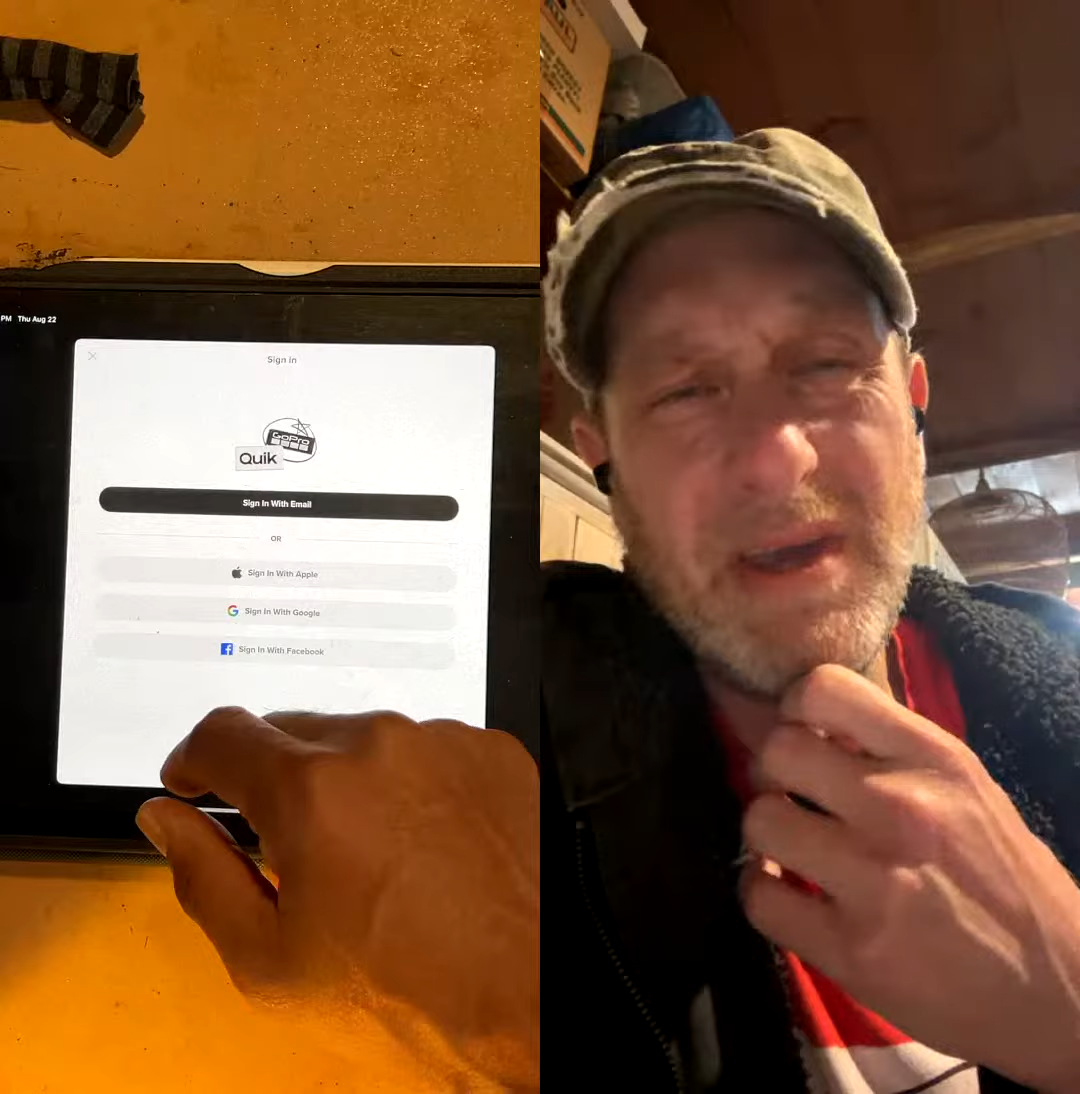 PM Thu Aug 22
Sign in
GoPro
Quik
Sign In With Email
OR
Sign In With Apple
Sign In With Google
Sign In With Facebook